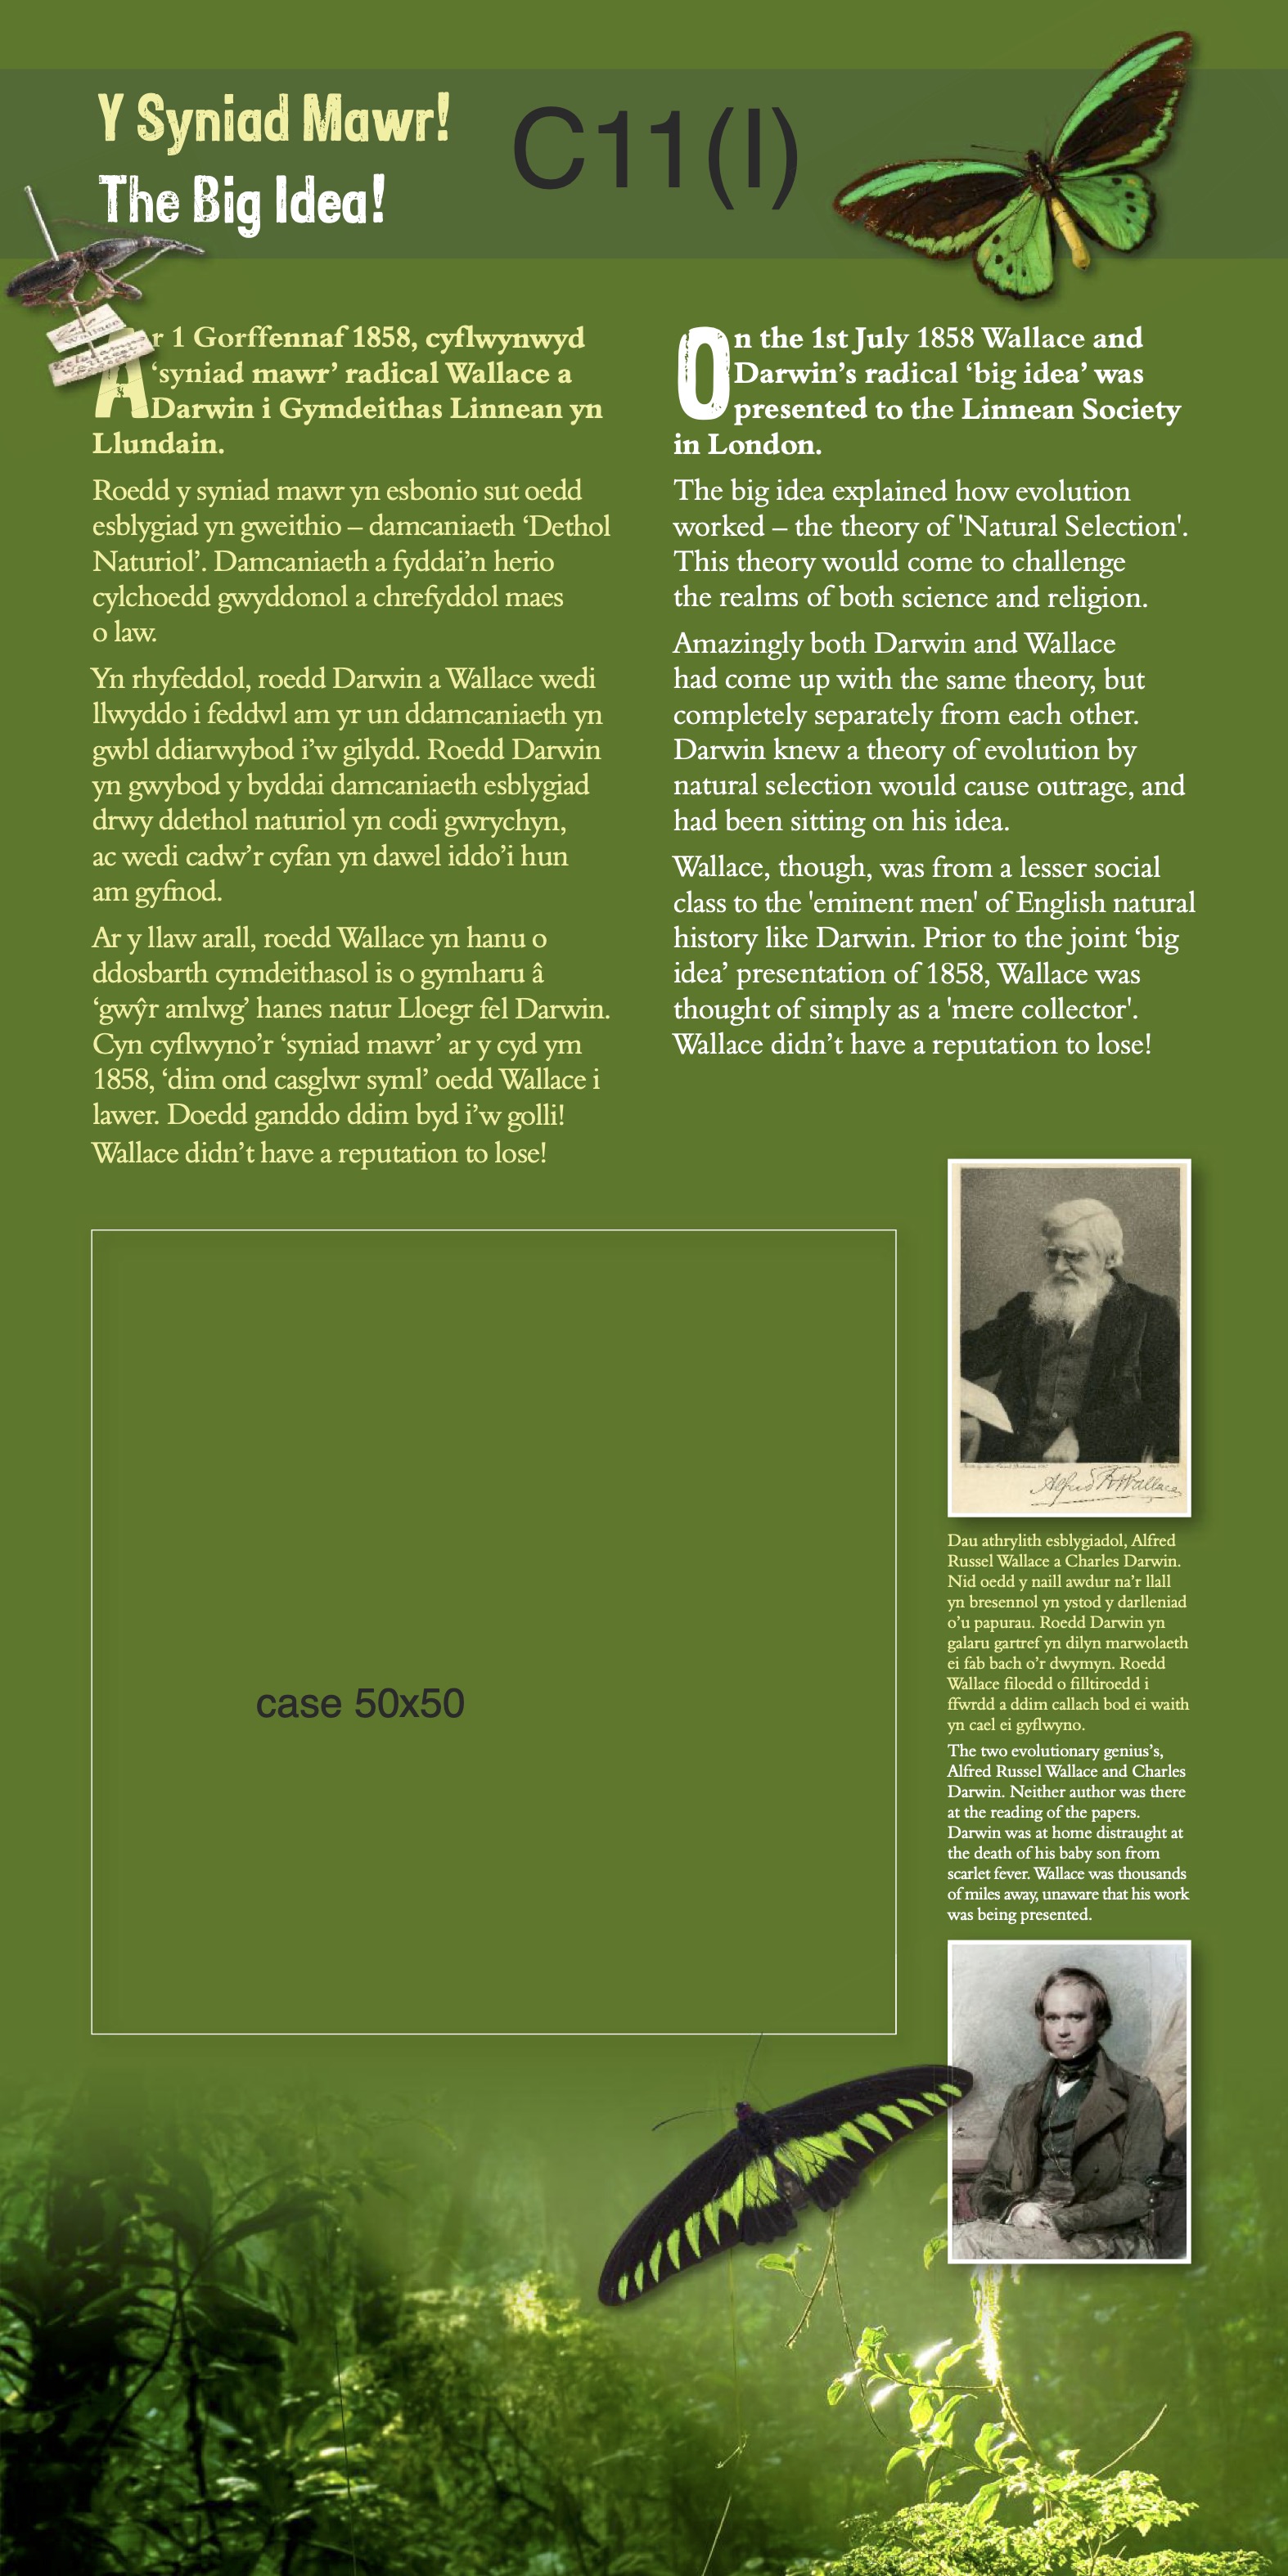 Y Syniad Mawr!
The Big Idea!
C11(I)
Wallace
Ar 1 Gorffennaf 1858, cyflwynwyd
‘syniad mawr’ radical Wallace a
Darwin i Gymdeithas Linnean yn
Llundain.
Roedd y syniad mawr yn esbonio sut oedd
esblygiad yn gweithio – damcaniaeth ‘Dethol
Naturiol’. Damcaniaeth a fyddai’n herio
cylchoedd gwyddonol a chrefyddol maes
o law.
Yn rhyfeddol, roedd Darwin a Wallace wedi
llwyddo i feddwl am yr un ddamcaniaeth yn
gwbl ddiarwybod i’w gilydd. Roedd Darwin
yn gwybod y byddai damcaniaeth esblygiad
drwy ddethol naturiol yn codi gwrychyn,
ac wedi cadw’r cyfan yn dawel iddo’i hun
am gyfnod.
Ar y llaw arall, roedd Wallace yn hanu o
ddosbarth cymdeithasol is o gymharu â
‘gwŷr amlwg’ hanes natur Lloegr fel Darwin.
Cyn cyflwyno’r ‘syniad mawr’ ar y cyd ym
1858, ‘dim ond casglwr syml’ oedd Wallace i
lawer. Doedd ganddo ddim byd i’w golli!
Wallace didn’t have a reputation to lose!
On the 1st July 1858 Wallace and
Darwin’s radical ‘big idea’ was
presented to the Linnean Society
in London.
The big idea explained how evolution
worked – the theory of 'Natural Selection'.
This theory would come to challenge
the realms of both science and religion.
Amazingly both Darwin and Wallace
had come up with the same theory, but
completely separately from each other.
Darwin knew a theory of evolution by
natural selection would cause outrage, and
had been sitting on his idea.
Wallace, though, was from a lesser social
class to the 'eminent men' of English natural
history like Darwin. Prior to the joint ‘big
idea’ presentation of 1858, Wallace was
thought of simply as a 'mere collector'.
Wallace didn’t have a reputation to lose!
case 50x50
Alfred R Wallace
Dau athrylith esblygiadol, Alfred
Russel Wallace a Charles Darwin.
Nid oedd y naill awdur na’r llall
yn bresennol yn ystod y darlleniad
o’u papurau. Roedd Darwin yn
galaru gartref yn dilyn marwolaeth
ei fab bach o’r dwymyn. Roedd
Wallace filoedd o filltiroedd i
ffwrdd a ddim callach bod ei waith
yn cael ei gyflwyno.
The two evolutionary genius’s,
Alfred Russel Wallace and Charles
Darwin. Neither author was there
at the reading of the papers.
Darwin was at home distraught at
the death of his baby son from
scarlet fever. Wallace was thousands
of miles away, unaware that his work
was being presented.